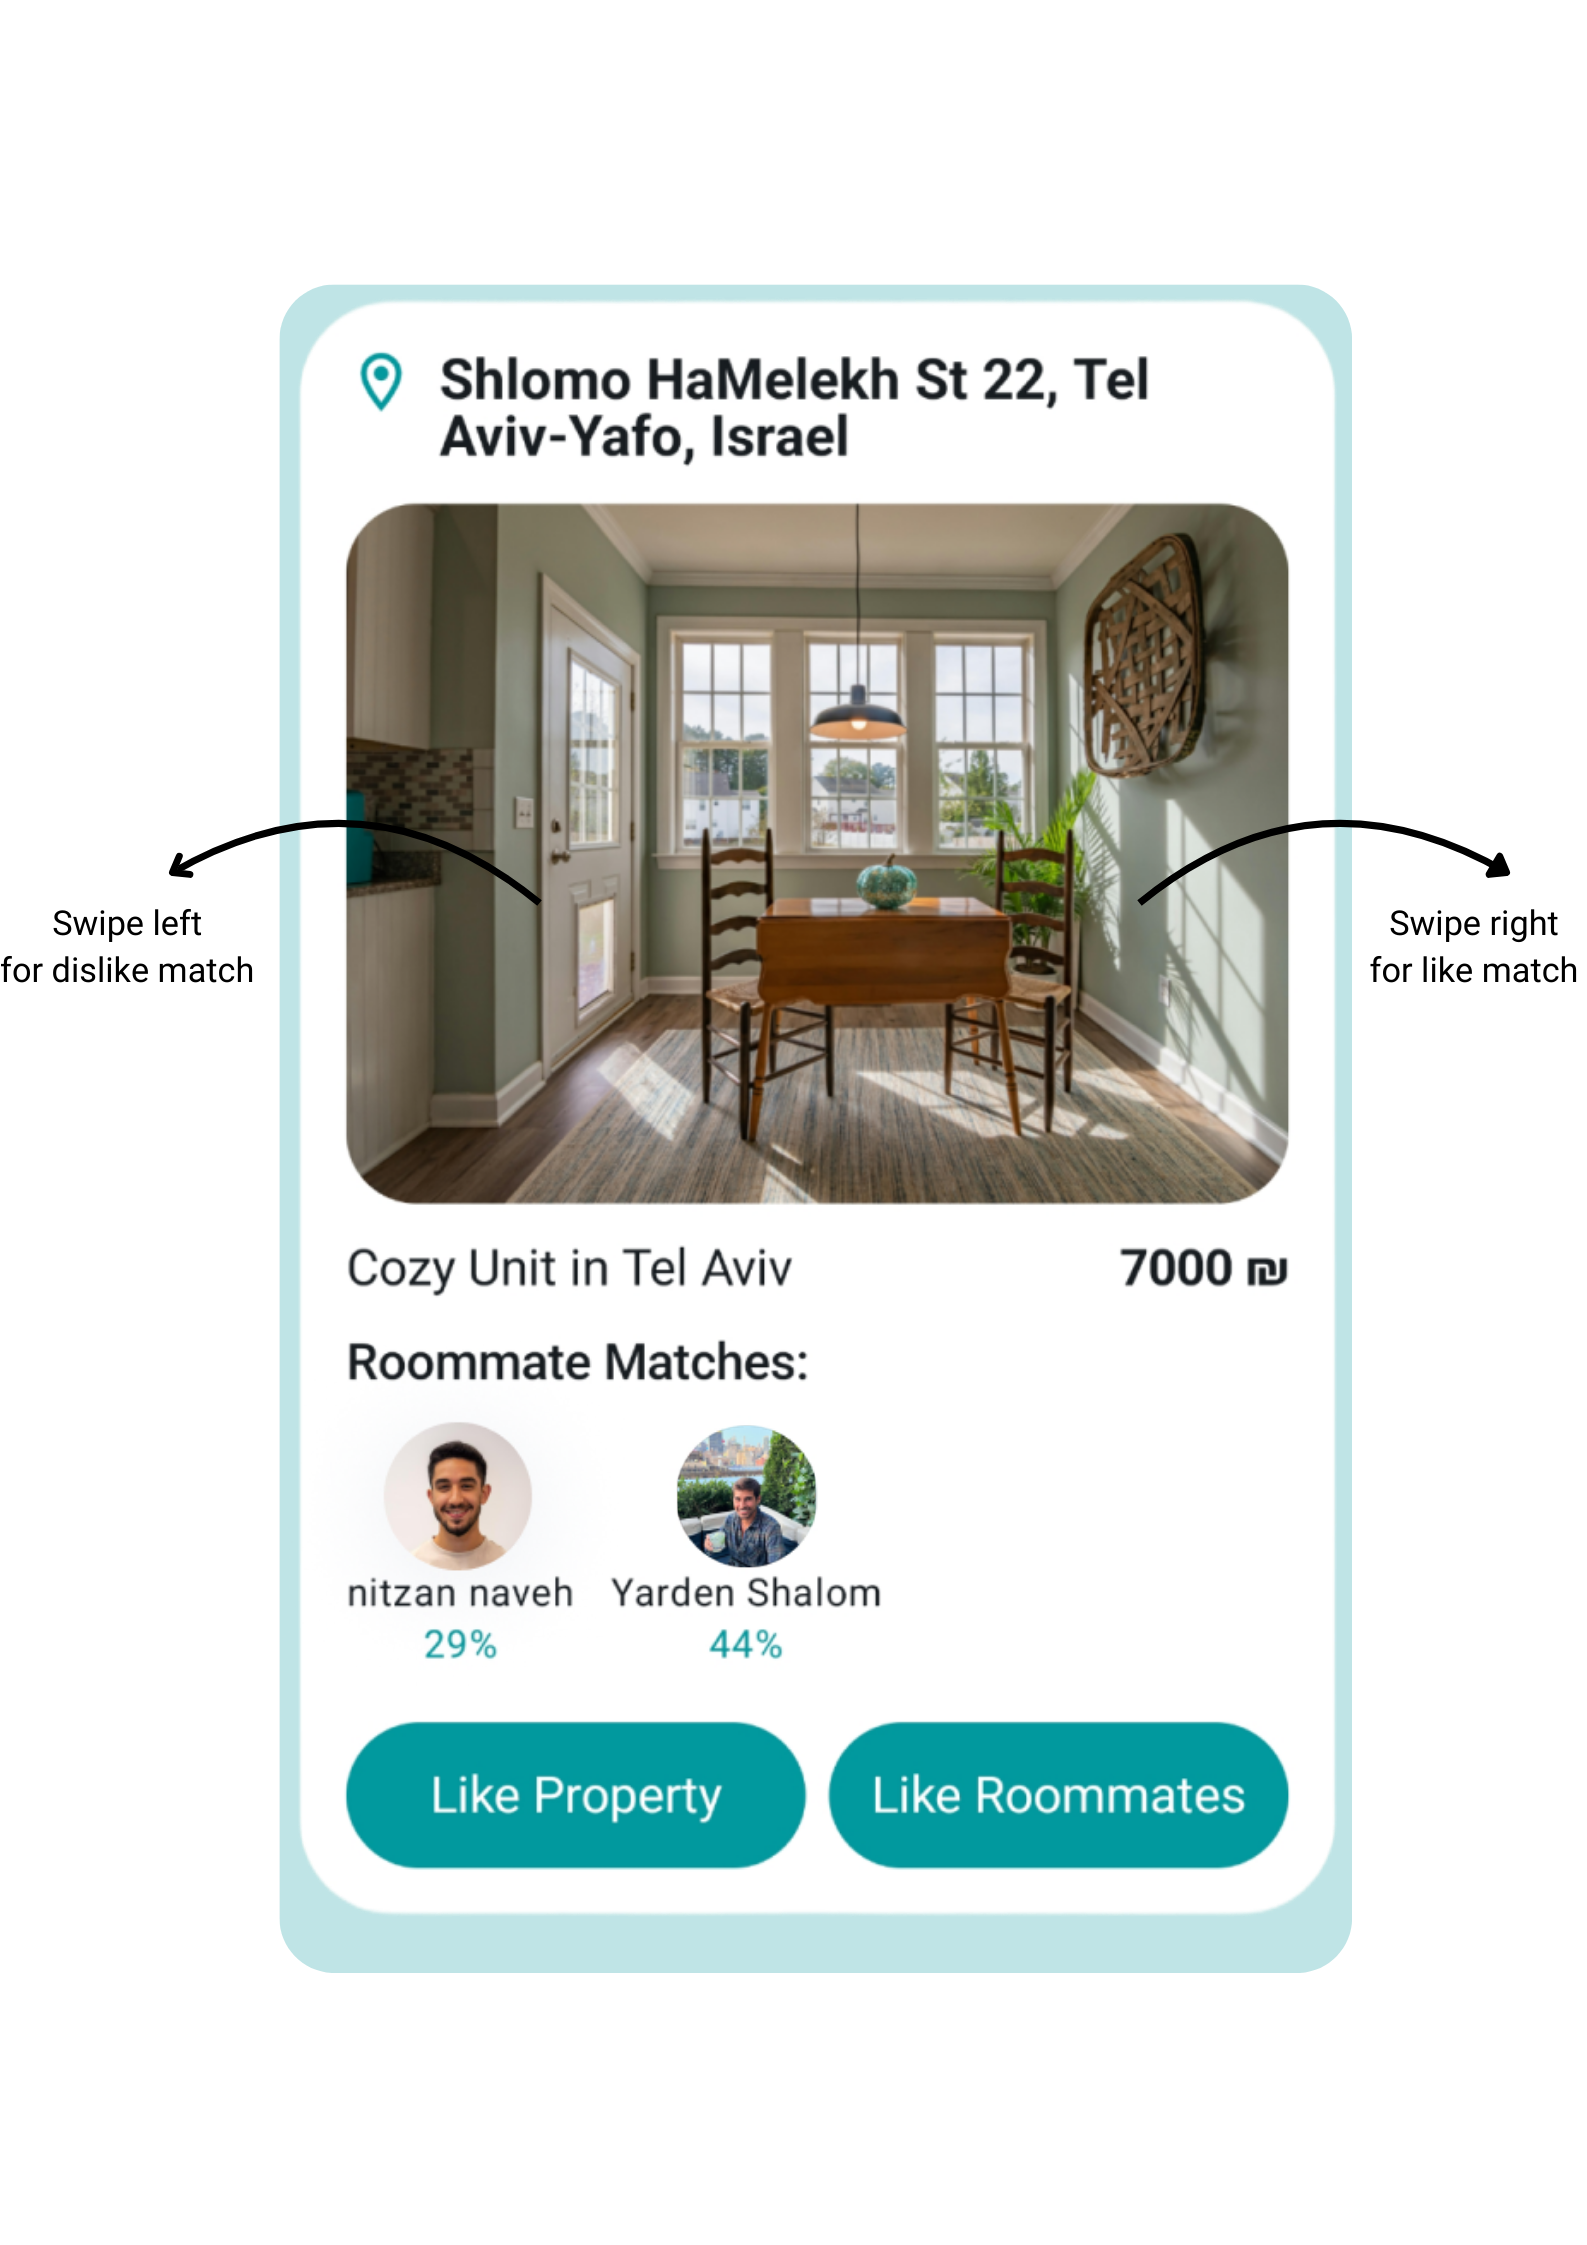 Shlomo HaMelekh St 22, Tel
Aviv-Yafo, Israel
Swipe left
for dislike match
Swipe right
for like match
Cozy Unit in Tel Aviv
7000 ₪
Roommate Matches:
nitzan naveh
29%
Yarden Shalom
44%
Like Property
Like Roommates